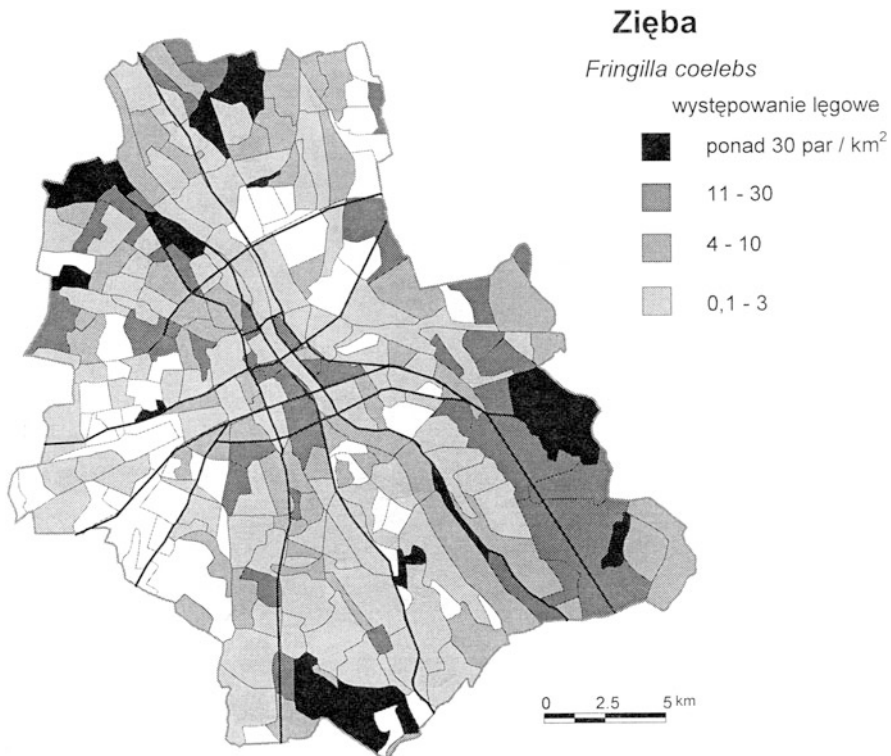 Zięba
Fringilla coelebs
występowanie lęgowe
ponad 30 par / km²
11 - 30
4 - 10
0,1 - 3
0 2.5 5 km